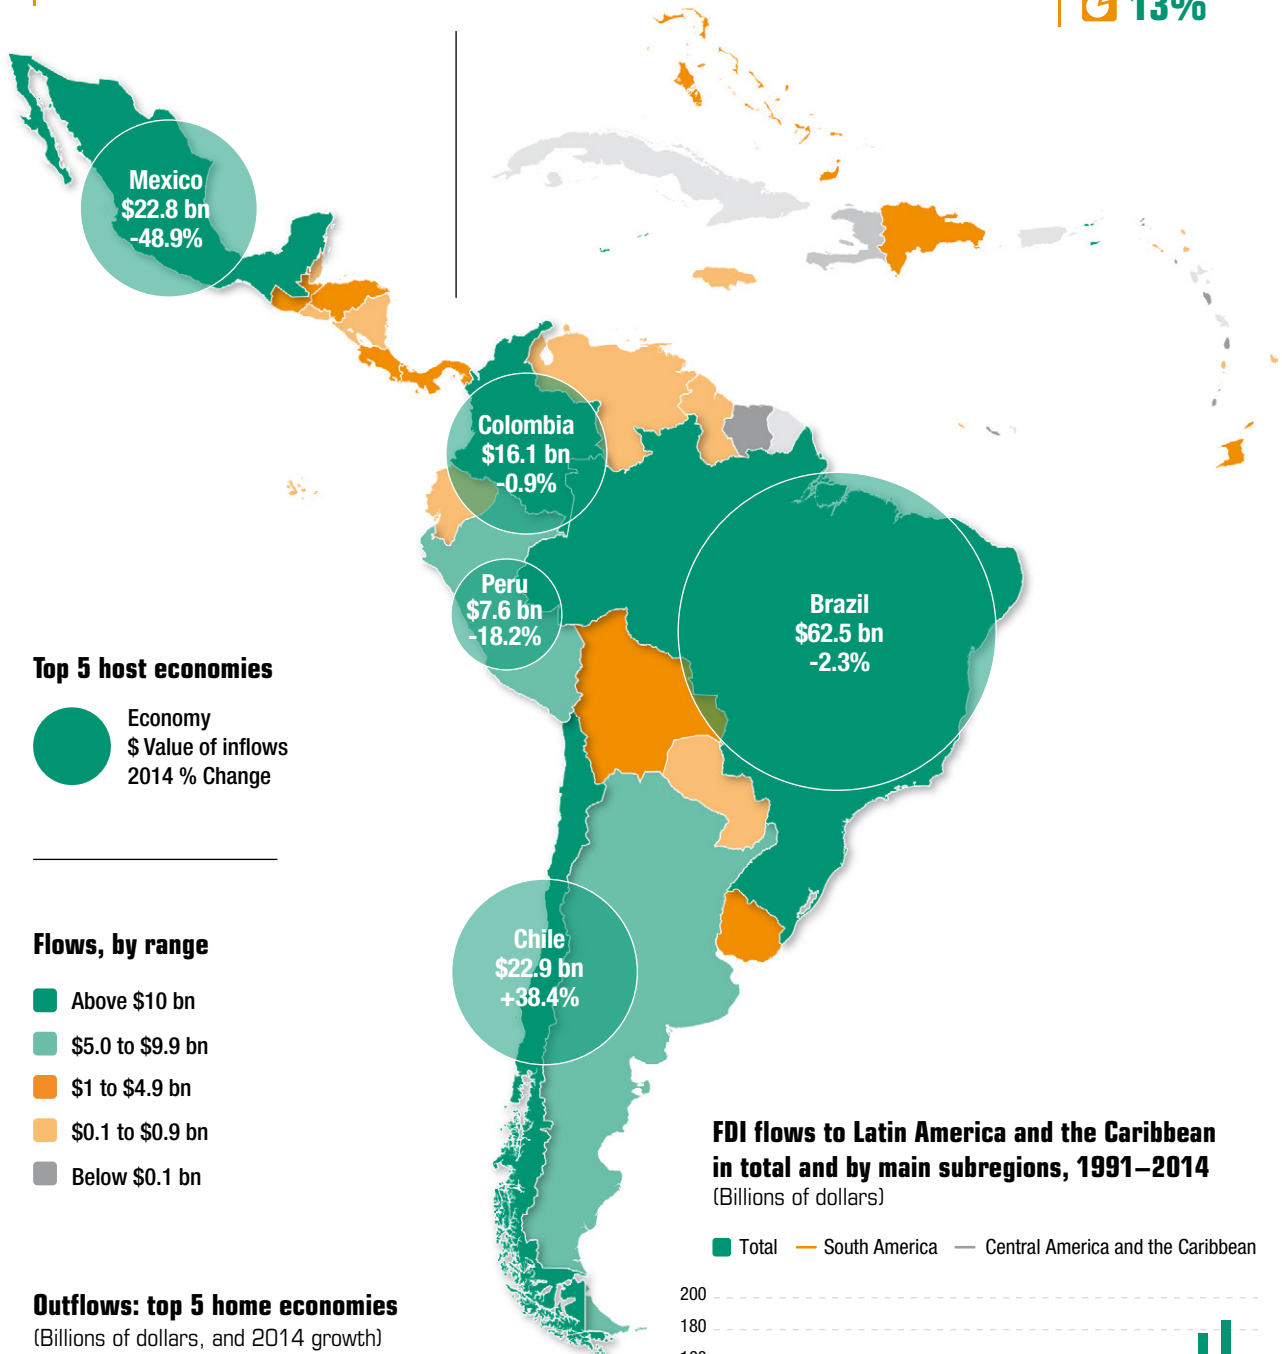 13%
Mexico
$22.8 bn
-48.9%
Colombia
$16.1 bn
-0.9%
Peru
$7.6 bn
-18.2%
Brazil
$62.5 bn
-2.3%
Top 5 host economies
Economy
$ Value of inflows
2014 % Change
Chile
$22.9 bn
+38.4%
Flows, by range
Above $10 bn
$5.0 to $9.9 bn
$1 to $4.9 bn
$0.1 to $0.9 bn
Below $0.1 bn
FDI flows to Latin America and the Caribbean
in total and by main subregions, 1991–2014
(Billions of dollars)
Total South America Central America and the Caribbean
200
180
Outflows: top 5 home economies
(Billions of dollars, and 2014 growth)